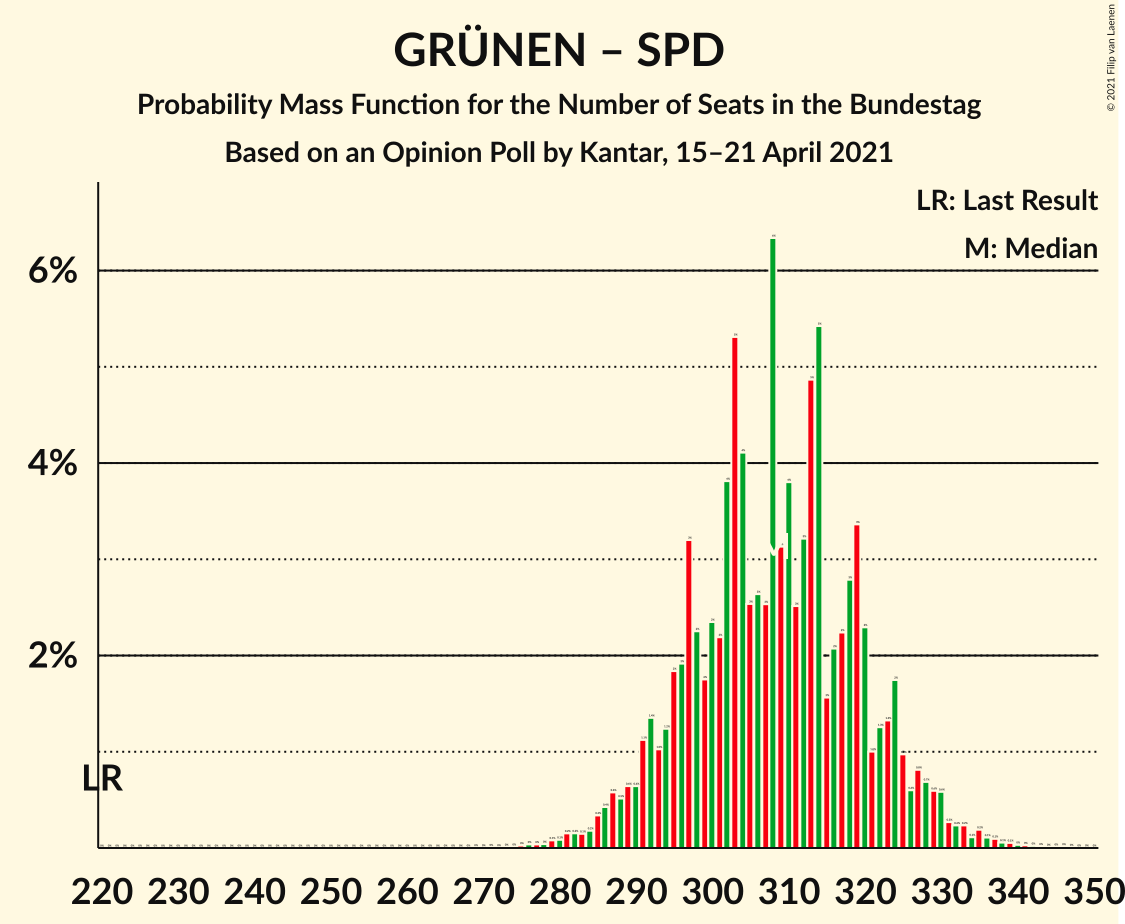 GRÜNEN – SPD
Probability Mass Function for the Number of Seats in the Bundestag
Based on an Opinion Poll by Kantar, 15–21 April 2021
© 2021 Filip van Laenen
LR: Last Result
M: Median
6%
4%
2%
LR
220 230 240 250 260 270 280 290 300 310 320 330 340 350